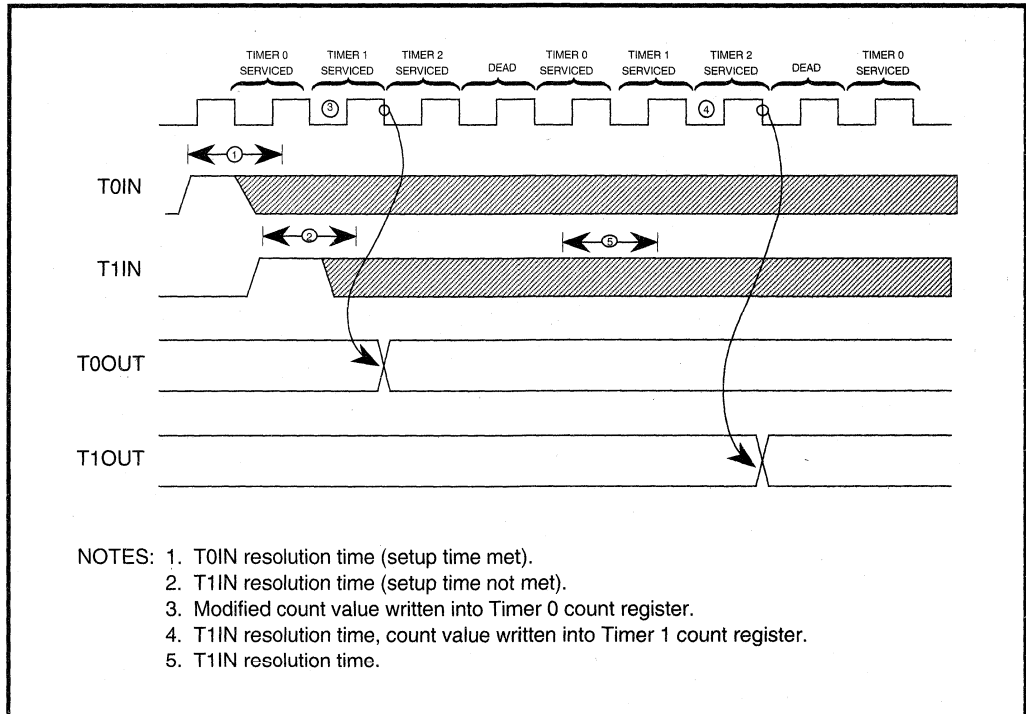 TIMER 0 SERVICED
TIMER 1 SERVICED
TIMER 2 SERVICED
DEAD
TIMER 0 SERVICED
TIMER 1 SERVICED
TIMER 2 SERVICED
DEAD
TIMER 0 SERVICED
3
4
1
T0IN
2
5
T1IN
T0OUT
T1OUT
NOTES: 1. T0IN resolution time (setup time met).
2. T1IN resolution time (setup time not met).
3. Modified count value written into Timer 0 count register.
4. T1IN resolution time, count value written into Timer 1 count register.
5. T1IN resolution time.